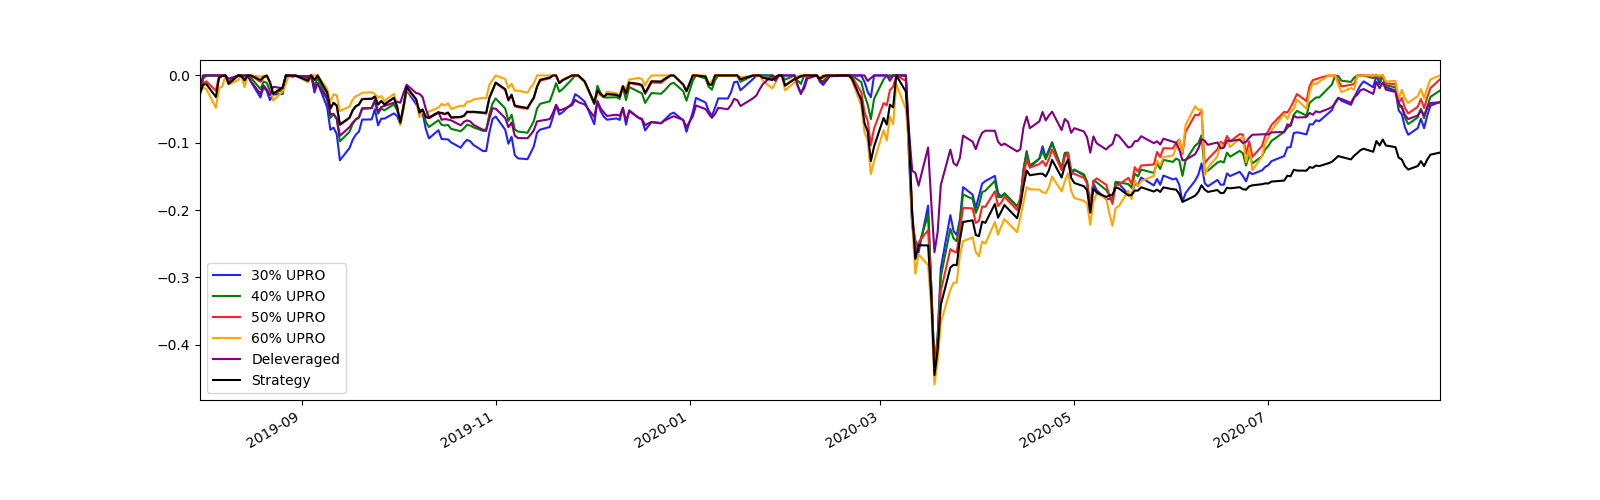 0.0
−0.1
−0.2
−0.3
−0.4
30% UPRO
40% UPRO
50% UPRO
60% UPRO
Deleveraged
Strategy
2019-09
2019-11
2020-01
2020-03
2020-05
2020-07